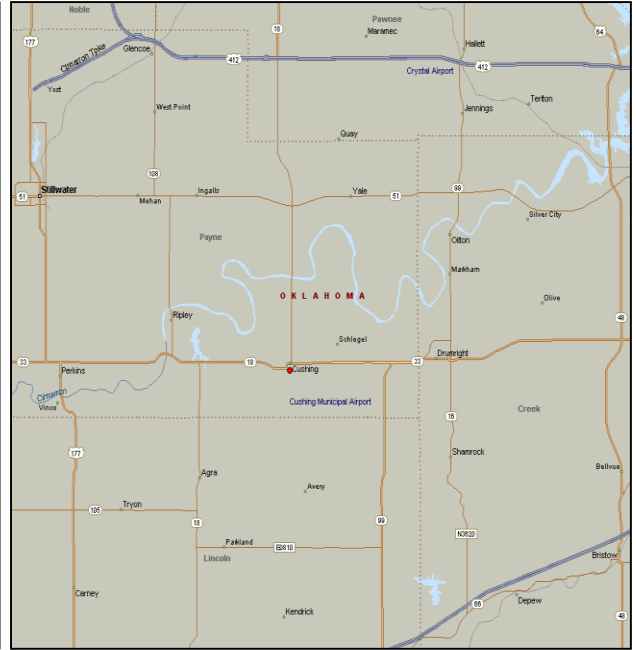 Noble
Pawnee
Maramec
177
18
64
Cimarron Tpke
Glencoe
Hallett
412
412
Crystal Airport
Yost
West Point
Jennings
Terlton
Quay
108
Stillwater
51
Mehan
Ingalls
Yale
51
99
Silver City
Payne
Oilton
Markham
OKLAHOMA
Olive
Ripley
48
Schlegel
33
18
33
Drumright
Perkins
Cushing
Cimarron
Vinco
Cushing Municipal Airport
Creek
16
177
Shamrock
Agra
Bellvue
Avery
Tryon
105
18
99
N3520
Parkland
E0810
Lincoln
Bristow
Carney
66
Depew
Kendrick
48